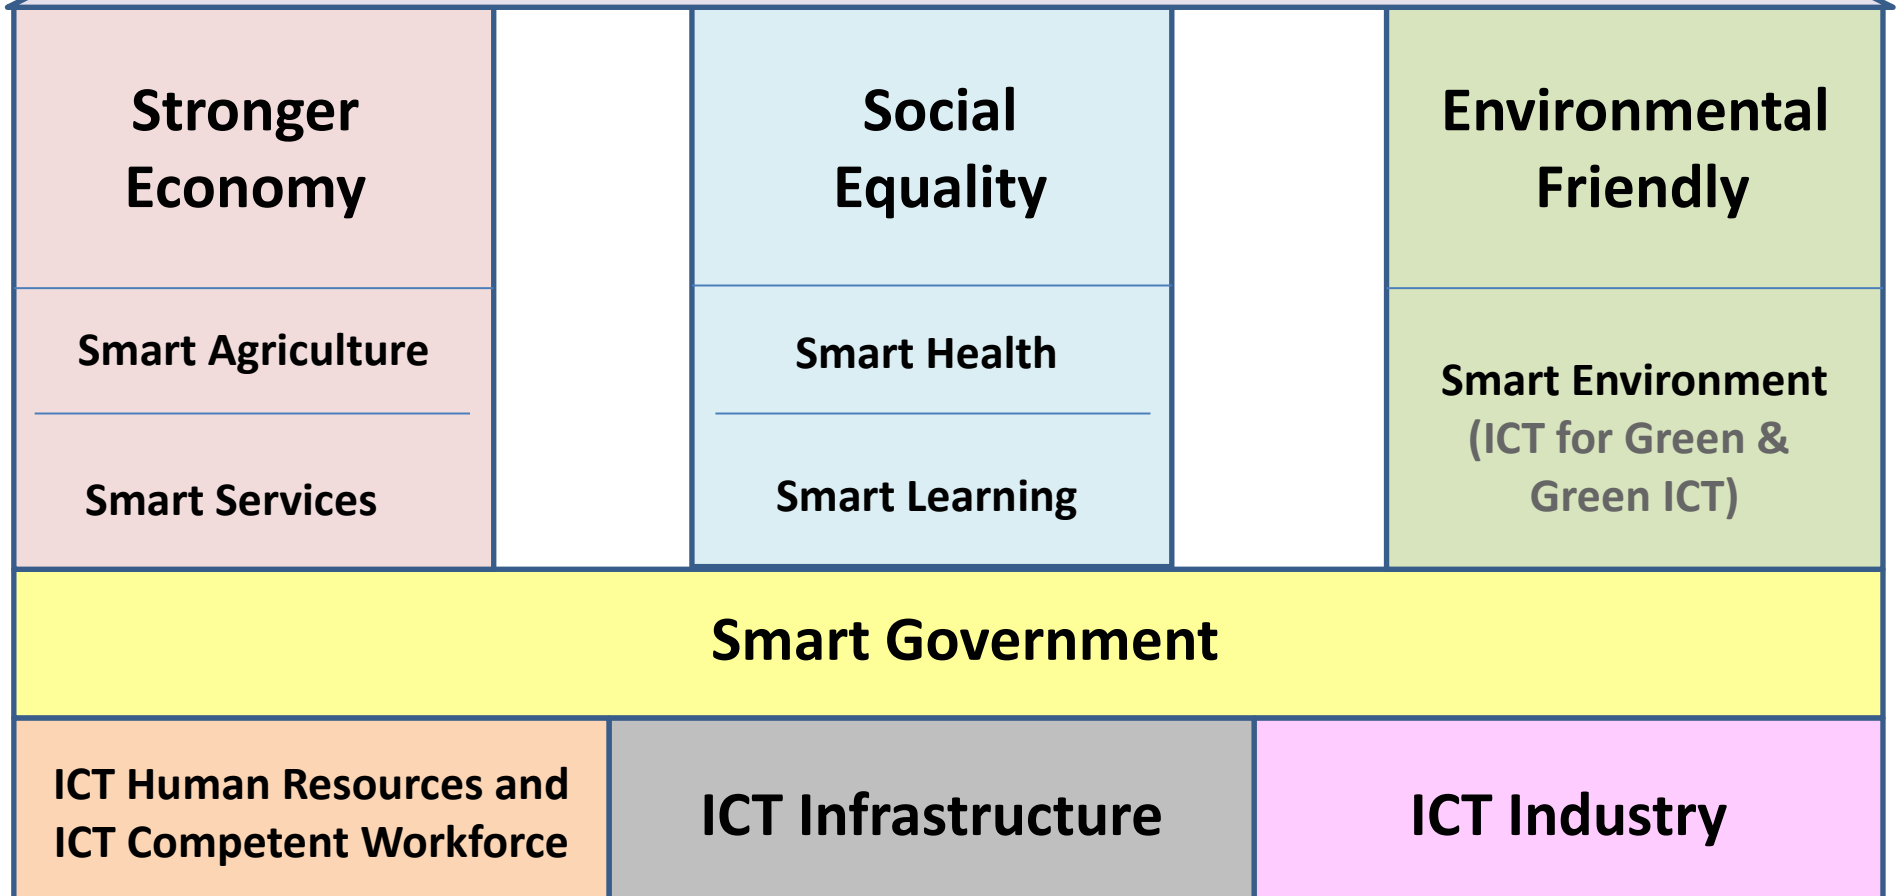 Stronger
Economy
Smart Agriculture
Smart Services
Social
Equality
Smart Health
Smart Learning
Environmental
Friendly
Smart Environment
(ICT for Green &
Green ICT)
Smart Government
ICT Human Resources and
ICT Competent Workforce
ICT Infrastructure
ICT Industry